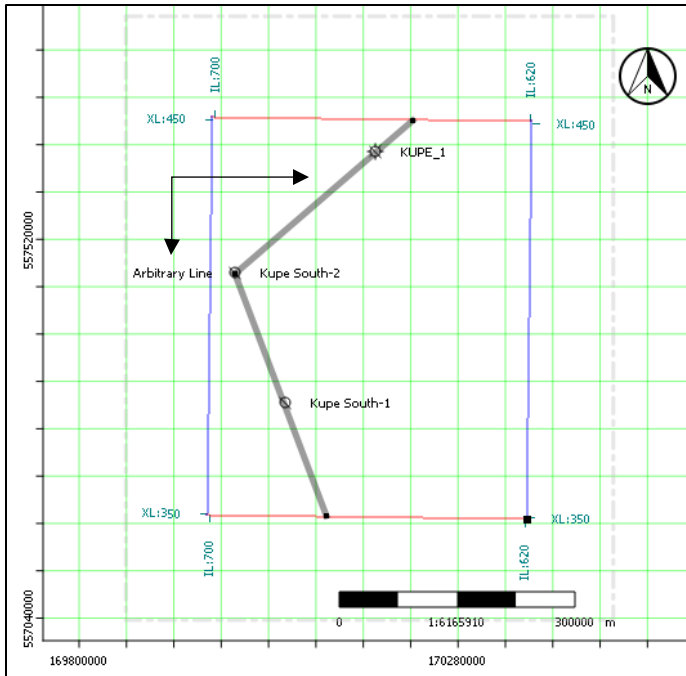 IL:700
IL:620
XL:450
XL:450
N
KUPE_1
5577520000
Arbitrary Line
Kupe South-2
Kupe South-1
XL:350
XL:350
IL:700
IL:620
557040000
0
1:6165910
300000 m
169800000
170280000